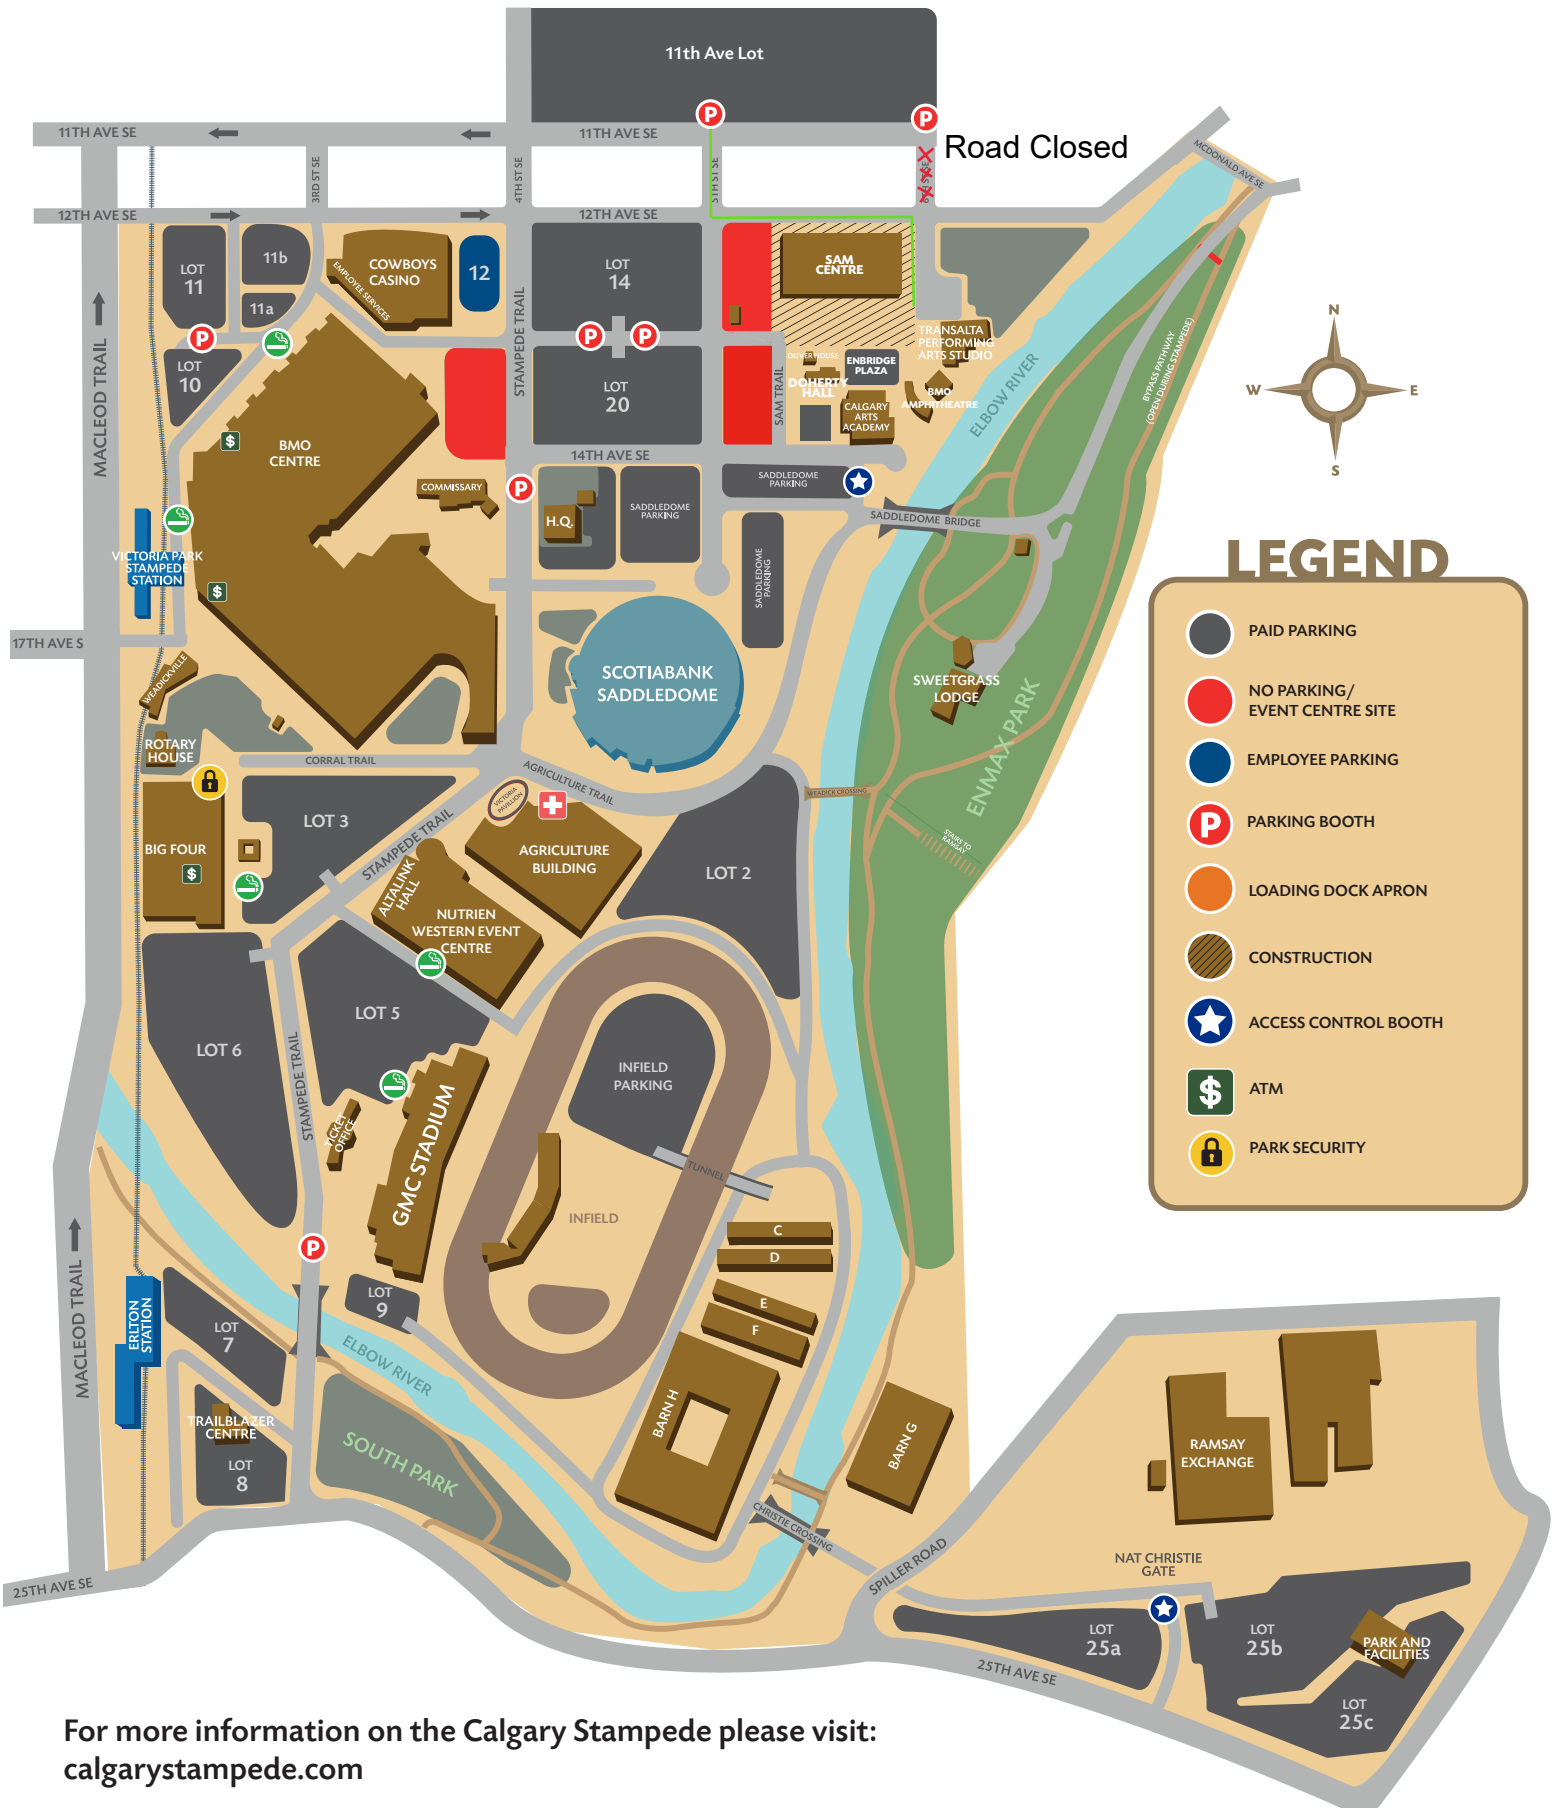 11th Ave Lot
P
P
11TH AVE SE
11TH AVE SE
Road Closed
MCDONALD AVE SE
3RD ST SE
4TH ST SE
5TH ST SE
12TH AVE SE
12TH AVE SE
LOT
11
11b
11a
COWBOYS
CASINO
EMPLOYEE SERVICES
12
LOT
14
SAM
CENTRE
P
P
P
LOT
10
LOT
20
STAMPEDE TRAIL
SAM TRAIL
OLIVER HOUSE
DOHERTY
HALL
ENBRIDGE
PLAZA
TRANSALTA
PERFORMING
ARTS STUDIO
BMO
AMPHITHEATRE
CALGARY
ARTS
ACADEMY
ELBOW RIVER
BYPASS PATHWAY
(OPEN DURING STAMPEDE)
N
W
E
S
MACLEOD TRAIL
$
BMO
CENTRE
14TH AVE SE
COMMISSARY
P
H.Q.
SADDLEDOME
PARKING
SADDLEDOME
PARKING
SADDLEDOME
PARKING
SADDLEDOME BRIDGE
VICTORIA PARK
STAMPEDE
STATION
$
17TH AVE S
WEADICKVILLE
ROTARY
HOUSE
SCOTIABANK
SADDLEDOME
SWEETGRASS
LODGE
ENMAX PARK
CORRAL TRAIL
AGRICULTURE TRAIL
WEADICK CROSSING
STAIRS TO
RAMSAY
VICTORIA
PAVILLION
LOT 3
STAMPEDE TRAIL
BIG FOUR
$
AGRICULTURE
BUILDING
LOT 2
ALTALINK
HALL
NUTRIEN
WESTERN EVENT
CENTRE
LOT 5
LOT 6
STAMPEDE TRAIL
INFIELD
PARKING
TICKET
OFFICE
GMC STADIUM
TUNNEL
INFIELD
P
C
D
E
F
LOT
9
ERLTON
STATION
LOT
7
MACLEOD TRAIL
ELBOW RIVER
TRAILBLAZER
CENTRE
LOT
8
SOUTH PARK
BARN H
BARN G
CHRISTIE CROSSING
SPILLER ROAD
25TH AVE SE
25TH AVE SE
RAMSAY
EXCHANGE
NAT CHRISTIE
GATE
LOT
25a
LOT
25b
PARK AND
FACILITIES
LOT
25c
LEGEND
PAID PARKING
NO PARKING/
EVENT CENTRE SITE
EMPLOYEE PARKING
P
PARKING BOOTH
LOADING DOCK APRON
CONSTRUCTION
ACCESS CONTROL BOOTH
$
ATM
PARK SECURITY
For more information on the Calgary Stampede please visit:
calgarystampede.com